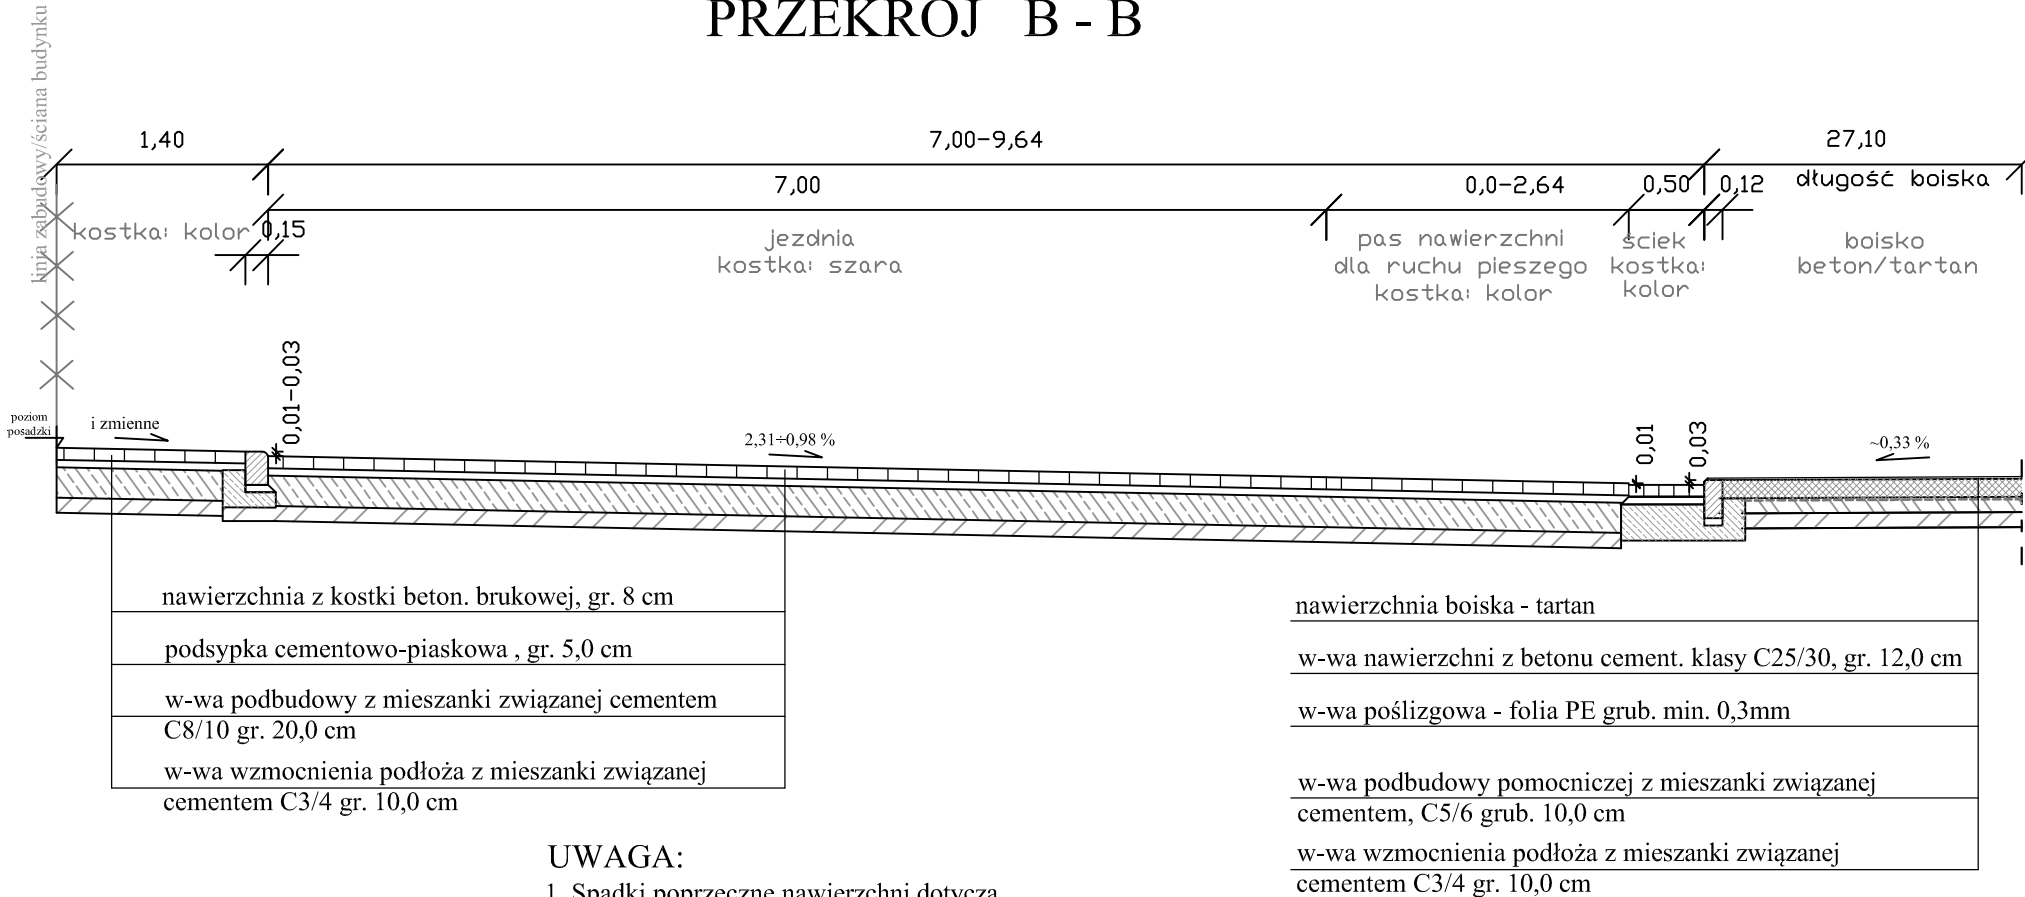 PRZEKRÓJ B - B
linia zabudowy/ściana budynku
1,40
7,00-9,64
27,10
7,00
0,0-2,64
0,50
0,12
długość boiska
kostka: kolor
0,15
jezdnia
kostka: szara
pas nawierzchni
dla ruchu pieszego
kostka: kolor
ściek
kostka:
kolor
boisko
beton/tartan
0,01-0,03
poziom
posadzki
i zmienne
2,31÷0,98 %
0,01
0,03
~0,33 %
nawierzchnia z kostki beton. brukowej, gr. 8 cm
podsypka cementowo-piaskowa , gr. 5,0 cm
w-wa podbudowy z mieszanki związanej cementem
C8/10 gr. 20,0 cm
w-wa wzmocnienia podłoża z mieszanki związanej
cementem C3/4 gr. 10,0 cm
nawierzchnia boiska - tartan
w-wa nawierzchni z betonu cement. klasy C25/30, gr. 12,0 cm
w-wa poślizgowa - folia PE grub. min. 0,3mm
w-wa podbudowy pomocniczej z mieszanki związanej
cementem, C5/6 grub. 10,0 cm
w-wa wzmocnienia podłoża z mieszanki związanej
cementem C3/4 gr. 10,0 cm
UWAGA:
1. Spadki poprzeczne nawierzchni dotyczą